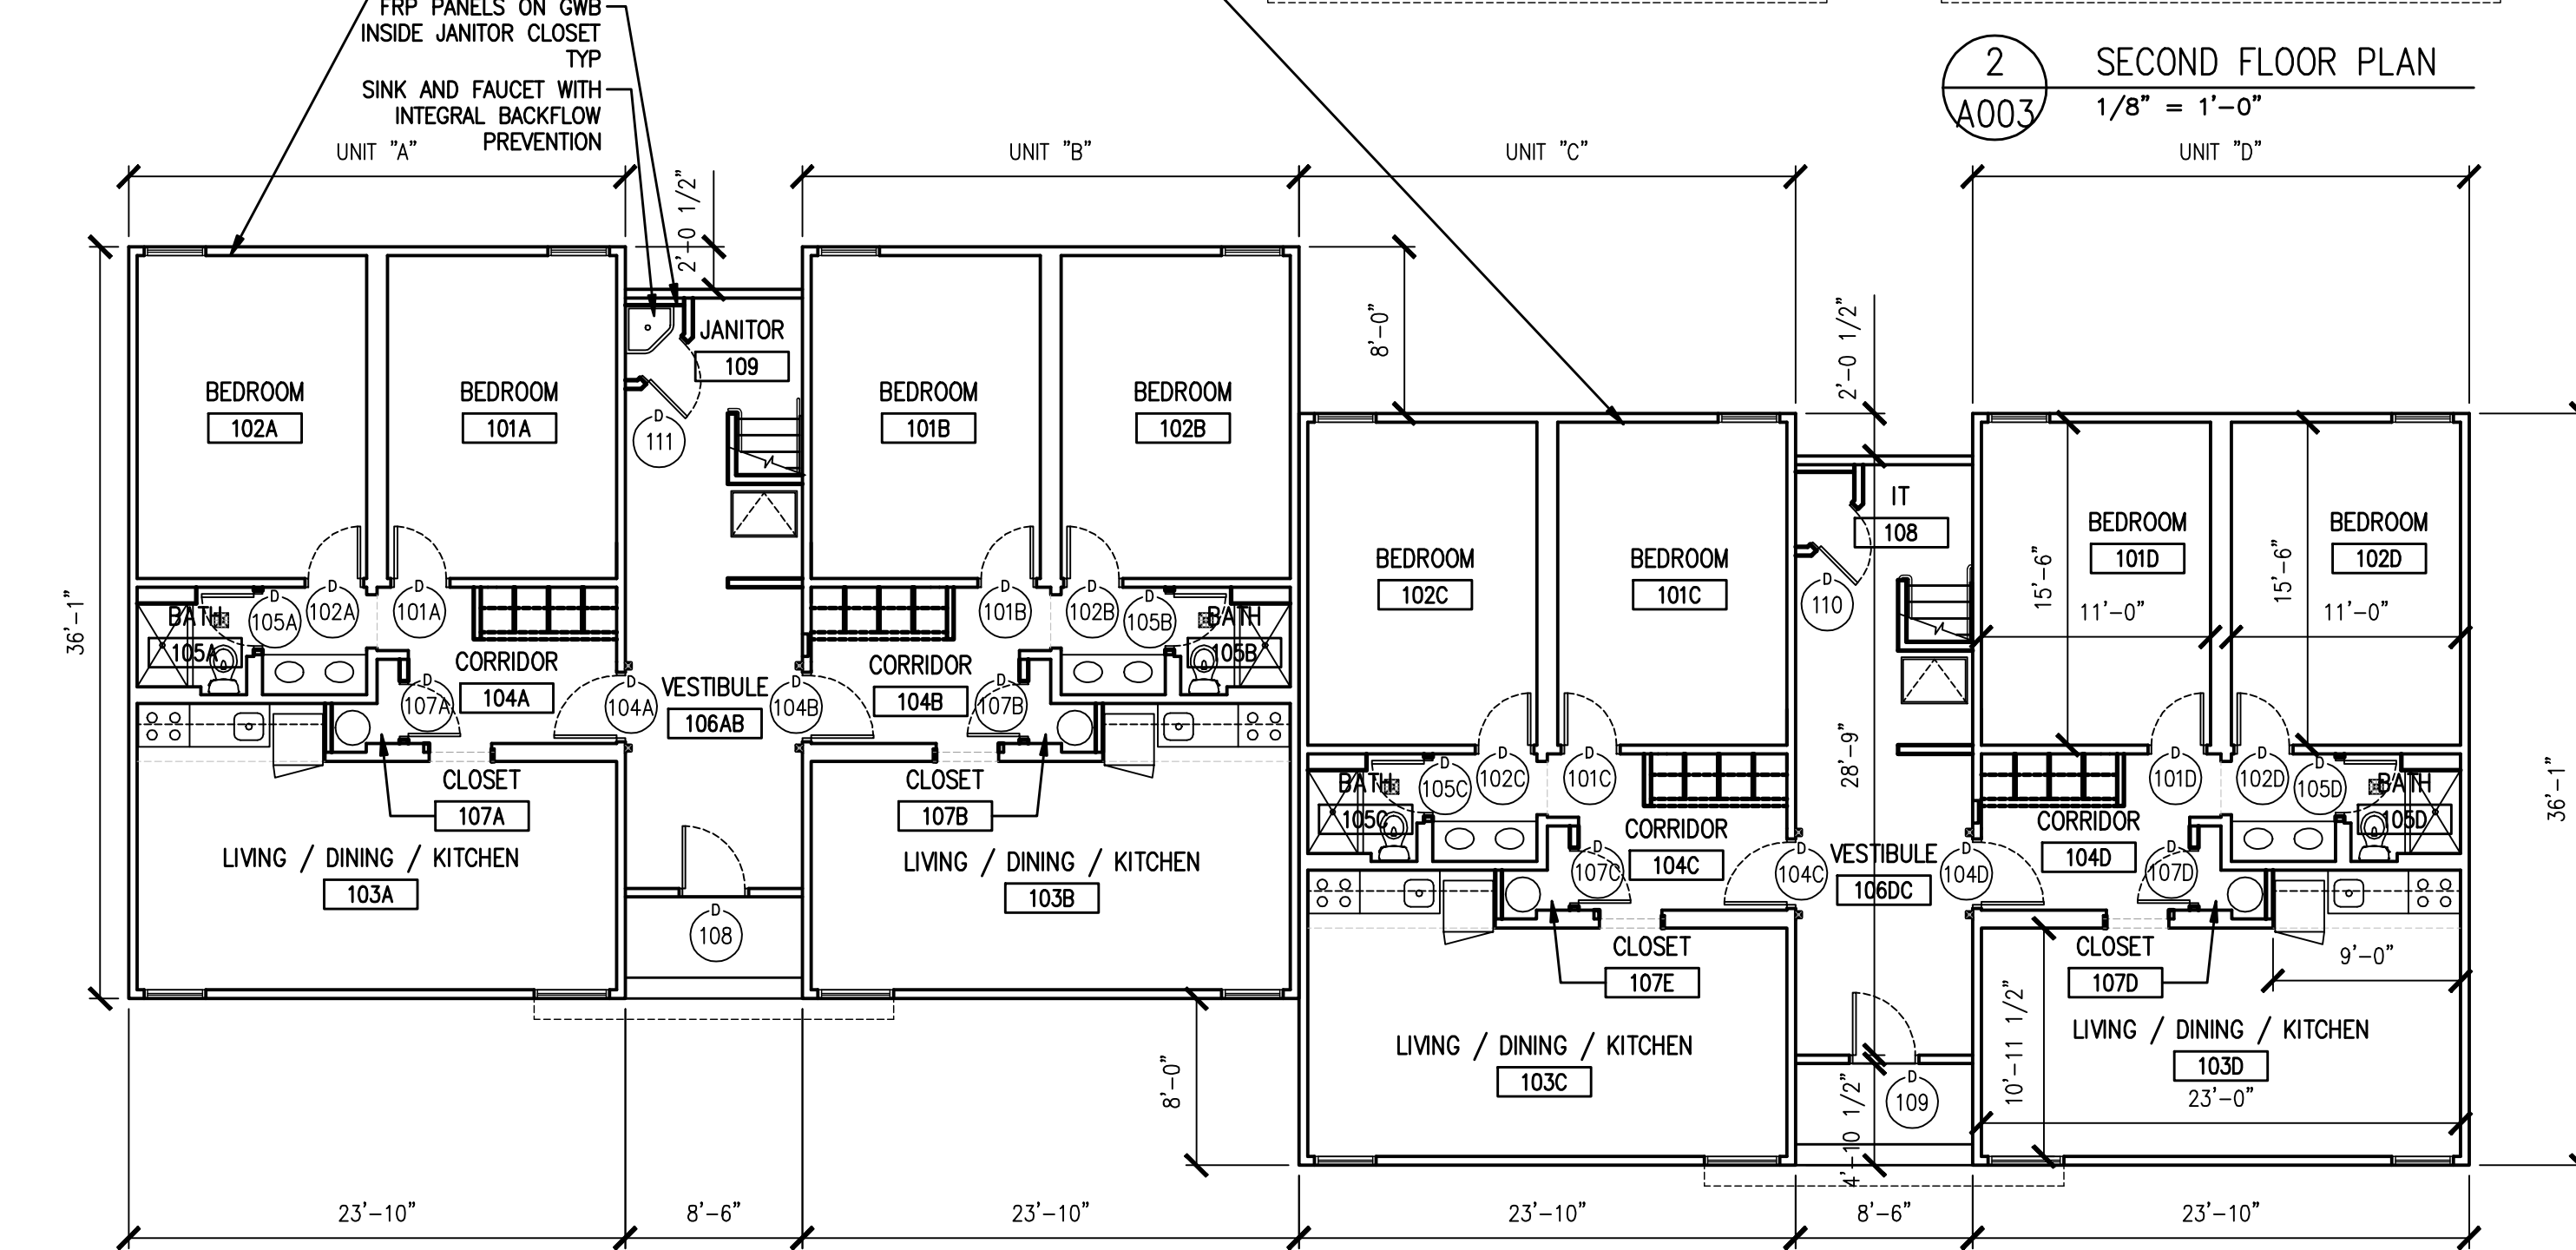 FRP PANELS ON GWB
INSIDE JANITOR CLOSET
TYP
SINK AND FAUCET WITH
INTEGRAL BACKFLOW
PREVENTION
2
A003
SECOND FLOOR PLAN
1/8" = 1'-0"
UNIT "A"
UNIT "B"
UNIT "C"
UNIT "D"
2'-0 1/2"
8'-0"
2'-0 1/2"
36'-1"
JANITOR
109
BEDROOM
102A
BEDROOM
101A
BEDROOM
101B
BEDROOM
102B
D
111
BEDROOM
102C
BEDROOM
101C
IT
108
D
110
BEDROOM
101D
BEDROOM
102D
15'-6"
11'-0"
15'-6"
11'-0"
BATH
105A
D
105A
D
102A
D
101A
D
101B
D
102B
D
105B
BATH
105B
CORRIDOR
104A
D
107A
D
104A
VESTIBULE
106AB
D
104B
CORRIDOR
104B
D
107B
CLOSET
107A
CLOSET
107B
LIVING / DINING / KITCHEN
103A
LIVING / DINING / KITCHEN
103B
D
108
BATH
105C
D
105C
D
102C
D
101C
28'-9"
D
101D
D
102D
D
105D
BATH
105D
36'-1"
CORRIDOR
104C
D
107C
D
104C
VESTIBULE
106DC
D
104D
CORRIDOR
104D
D
107D
CLOSET
107E
CLOSET
107D
9'-0"
10'-11 1/2"
LIVING / DINING / KITCHEN
103C
LIVING / DINING / KITCHEN
103D
23'-0"
D
109
8'-0"
4'-10 1/2"
23'-10"
8'-6"
23'-10"
23'-10"
8'-6"
23'-10"